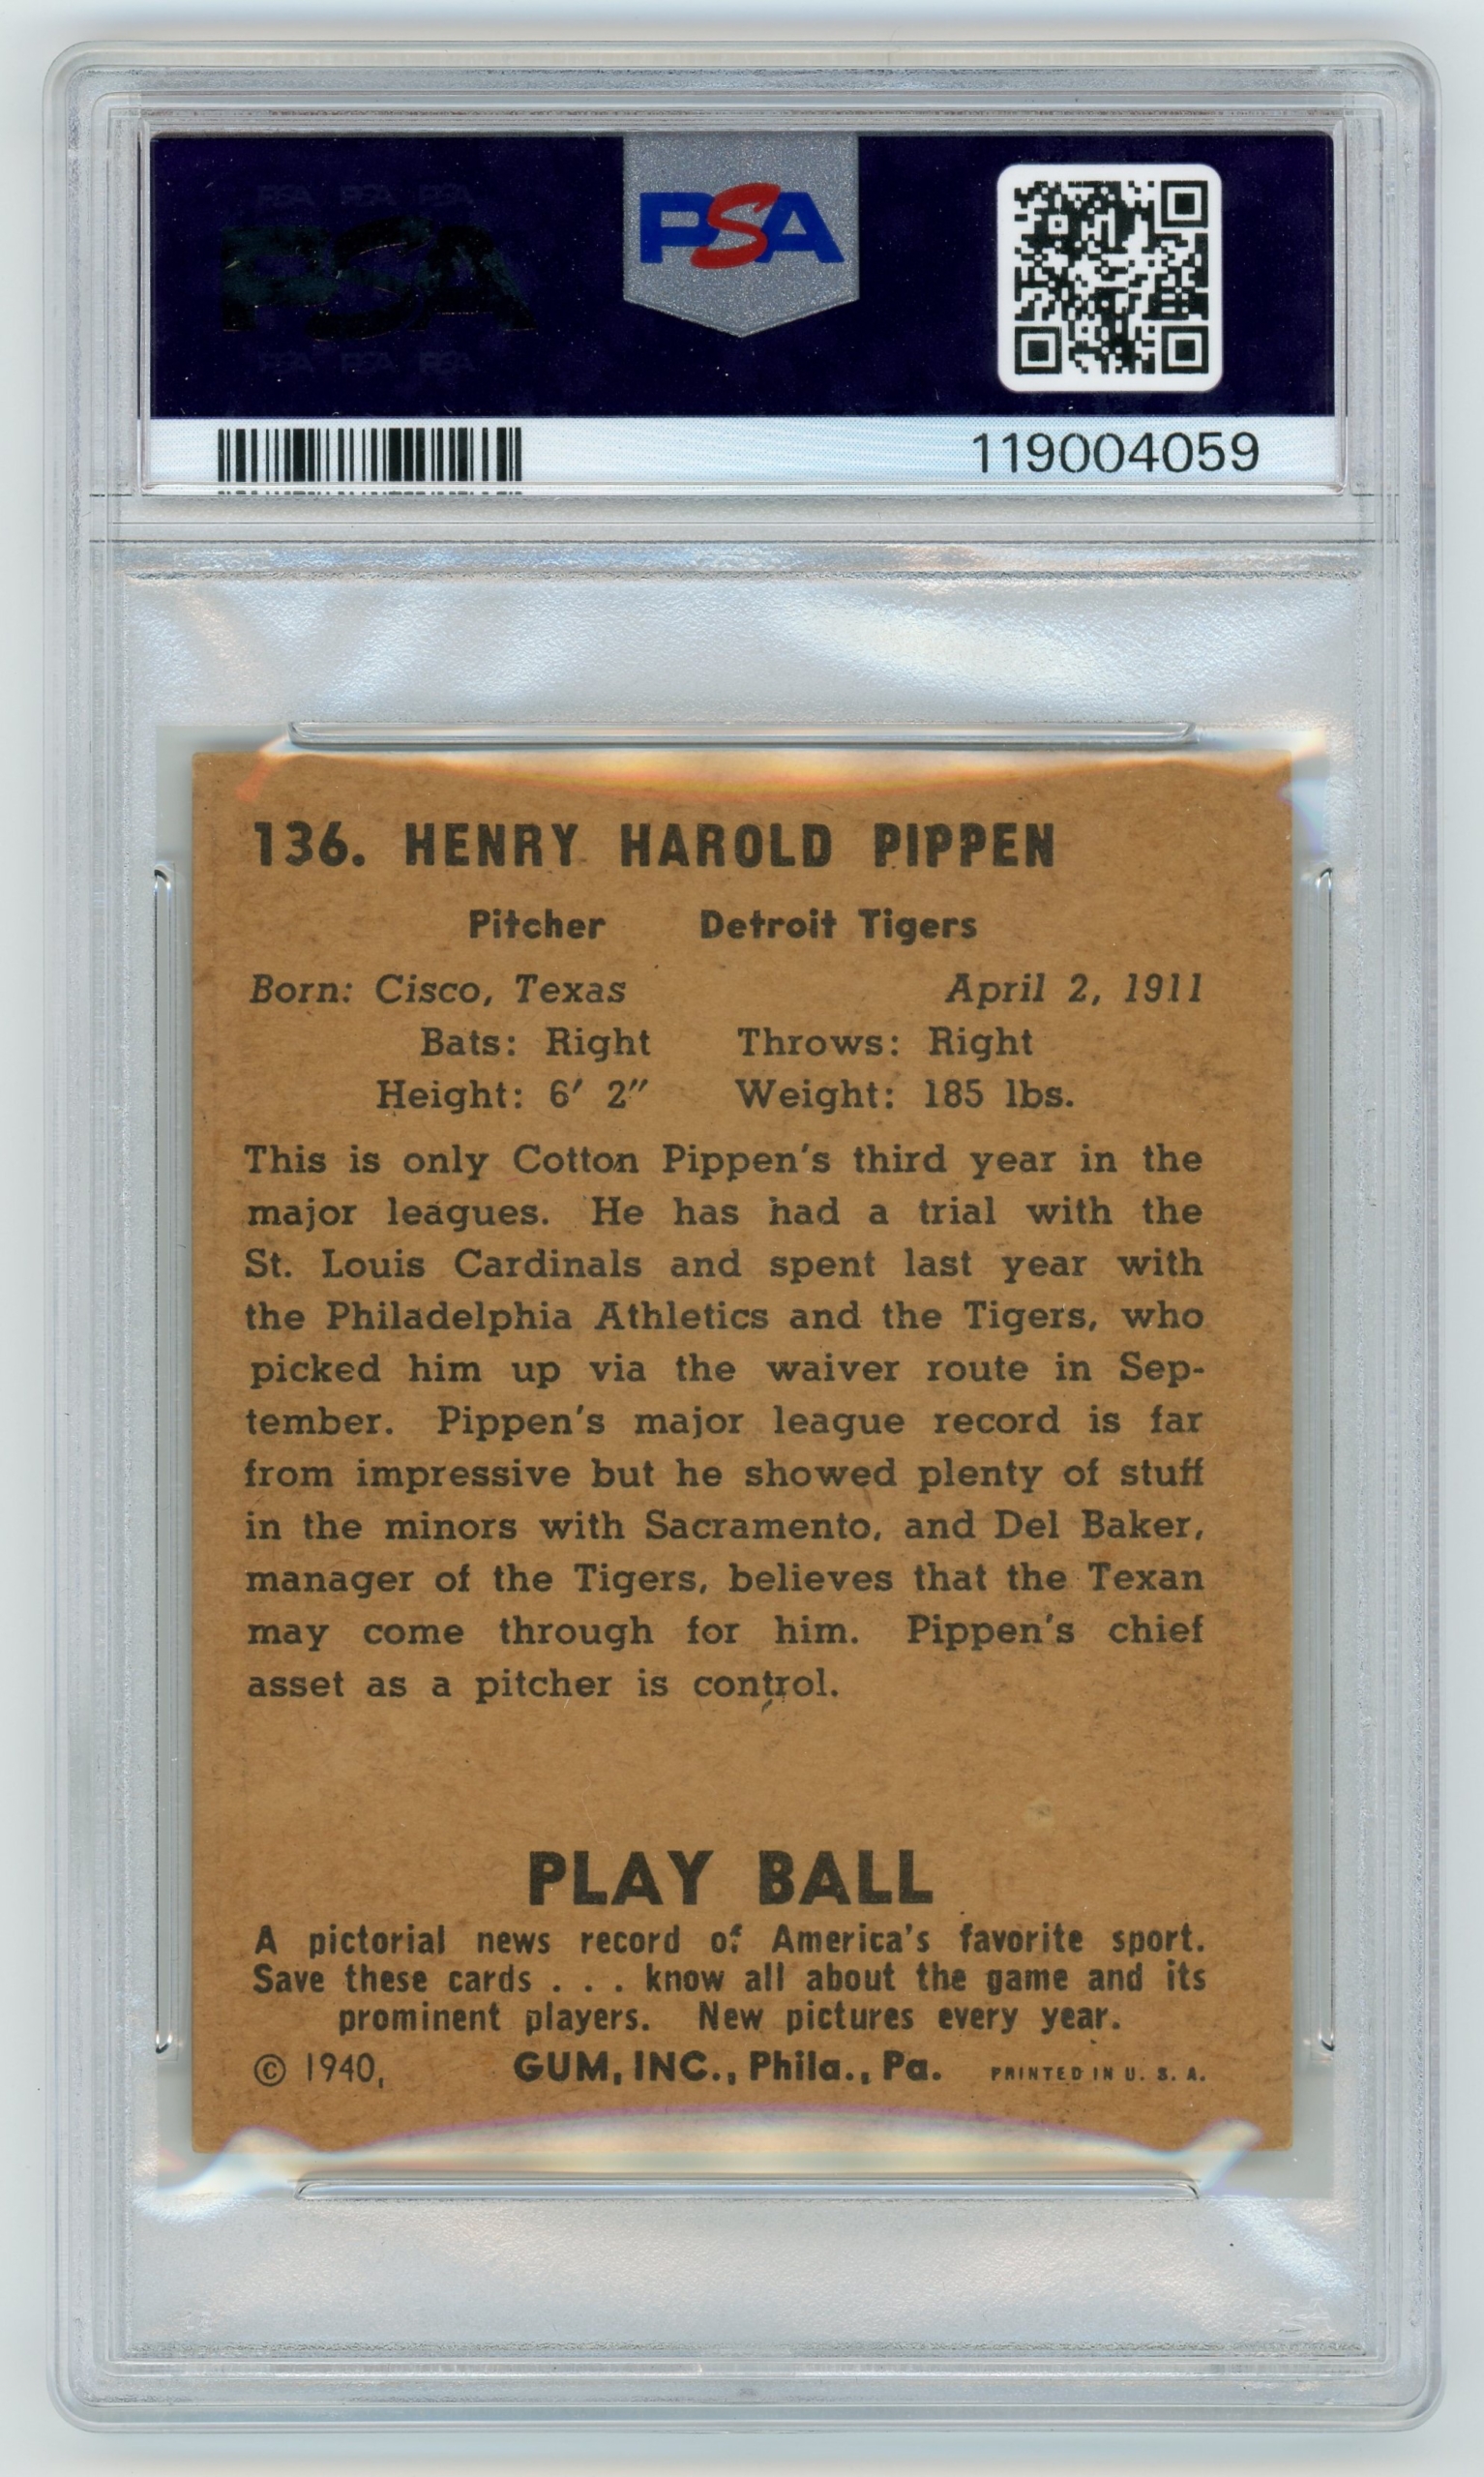 PSA PSA PSA
PSA
PSA PSA PSA
PSA
119004059
136. HENRY HAROLD PIPPEN
Pitcher Detroit Tigers
Born: Cisco, Texas April 2, 1911
Bats: Right Throws: Right
Height: 6′ 2″ Weight: 185 lbs.
This is only Cotton Pippen's third year in the
major leagues. He has had a trial with the
St. Louis Cardinals and spent last year with
the Philadelphia Athletics and the Tigers, who
picked him up via the waiver route in Sep-
tember. Pippen's major league record is far
from impressive but he showed plenty of stuff
in the minors with Sacramento, and Del Baker,
manager of the Tigers, believes that the Texan
may come through for him. Pippen's chief
asset as a pitcher is control.
PLAY BALL
A pictorial news record of America's favorite sport.
Save these cards . . . know all about the game and its
prominent players. New pictures every year.
© 1940, GUM, INC., Phila., Pa. PRINTED IN U. S. A.